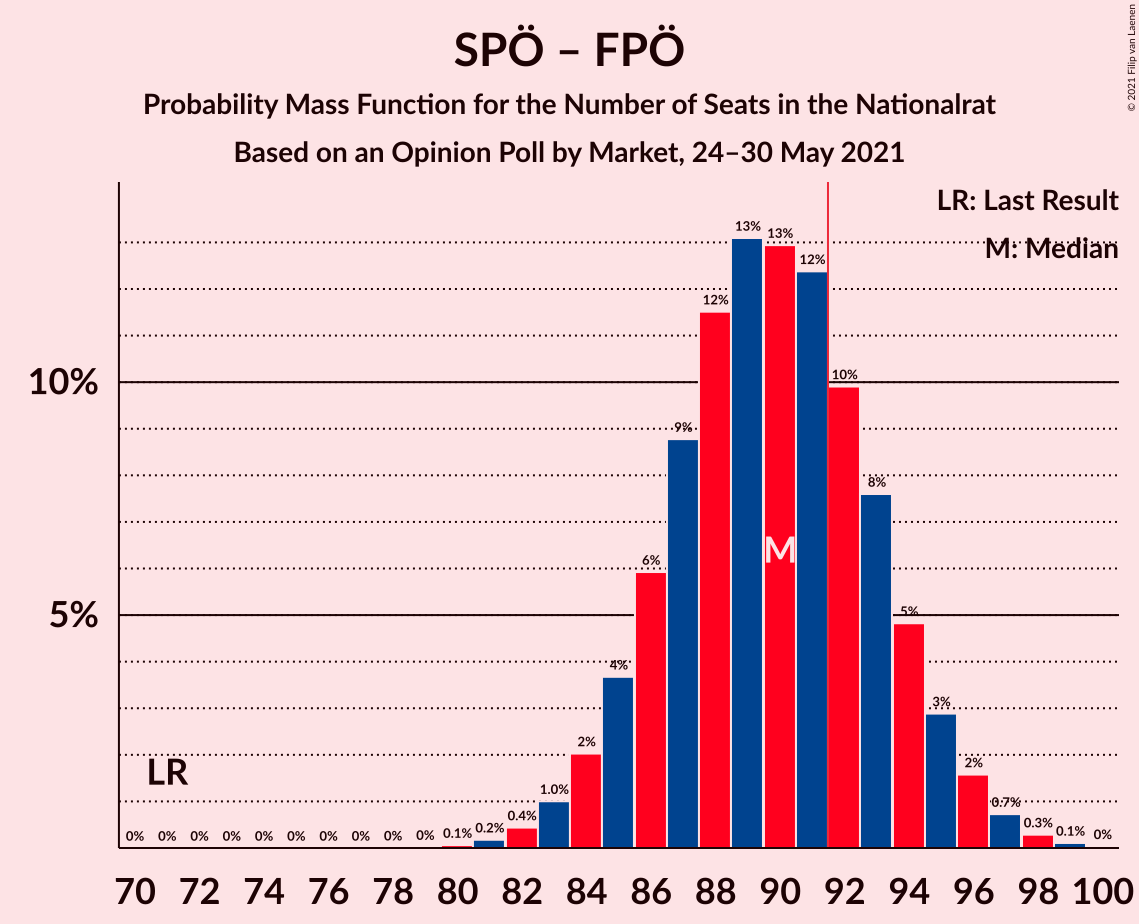 SPÖ – FPÖ
Probability Mass Function for the Number of Seats in the Nationalrat
Based on an Opinion Poll by Market, 24–30 May 2021
© 2021 Filip van Laenen
LR: Last Result
M: Median
10%
5%
LR
M
0% 0% 0% 0% 0% 0% 0% 0% 0% 0% 0.1% 0.2% 0.4% 1.0% 2% 4% 6% 9% 12% 13% 13% 12% 10% 8% 5% 3% 2% 0.7% 0.3% 0.1% 0%
70 72 74 76 78 80 82 84 86 88 90 92 94 96 98 100